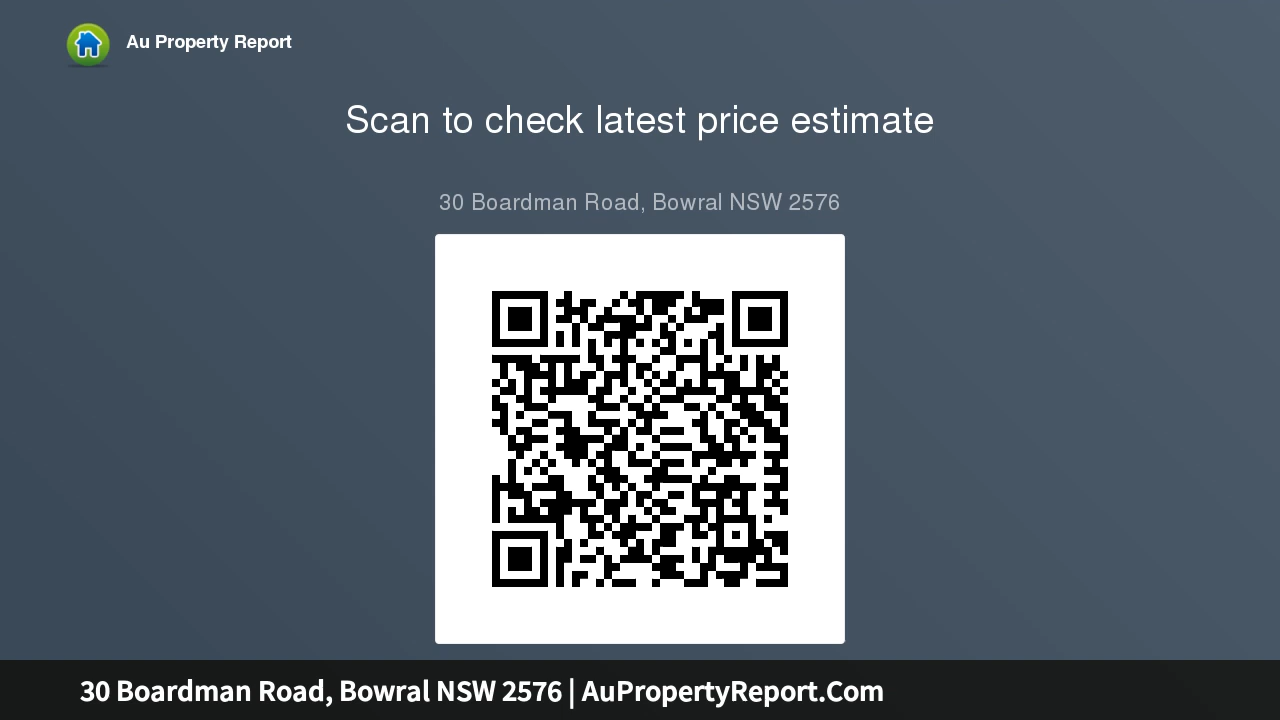 Au Property Report
Scan to check latest price estimate
30 Boardman Road, Bowral NSW 2576
30 Boardman Road, Bowral NSW 2576 | AuPropertyReport.Com